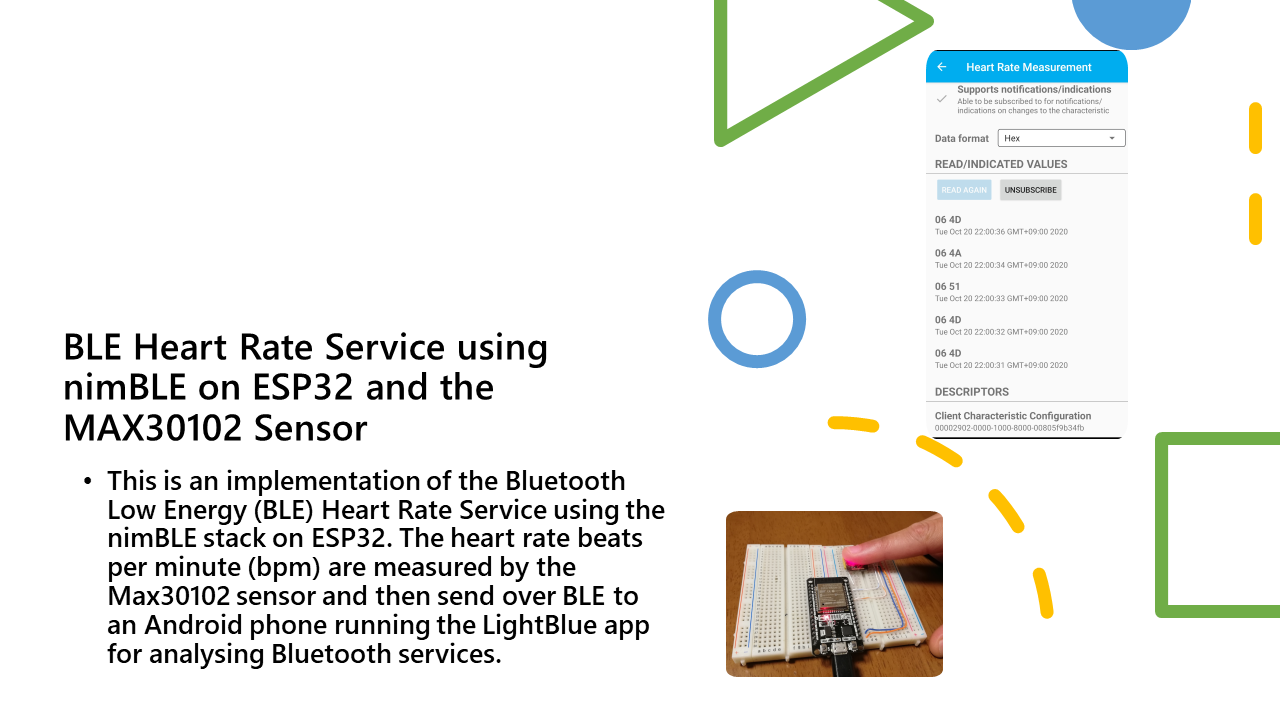 BLE Heart Rate Service using
nimBLE on ESP32 and the
MAX30102 Sensor
• This is an implementation of the Bluetooth
Low Energy (BLE) Heart Rate Service using the
nimBLE stack on ESP32. The heart rate beats
per minute (bpm) are measured by the
Max30102 sensor and then send over BLE to
an Android phone running the LightBlue app
for analysing Bluetooth services.
Heart Rate Measurement
Supports notifications/indications
Able to be subscribed to for notifications/
indications on changes to the characteristic
Data format Hex
READ/INDICATED VALUES
READ AGAIN UNSUBSCRIBE
06 4D
Tue Oct 20 22:00:36 GMT+09:00 2020
06 4A
Tue Oct 20 22:00:34 GMT+09:00 2020
06 51
Tue Oct 20 22:00:33 GMT+09:00 2020
06 4D
Tue Oct 20 22:00:32 GMT+09:00 2020
06 4D
Tue Oct 20 22:00:31 GMT+09:00 2020
DESCRIPTORS
Client Characteristic Configuration
00002902-0000-1000-8000-00805f9b34fb